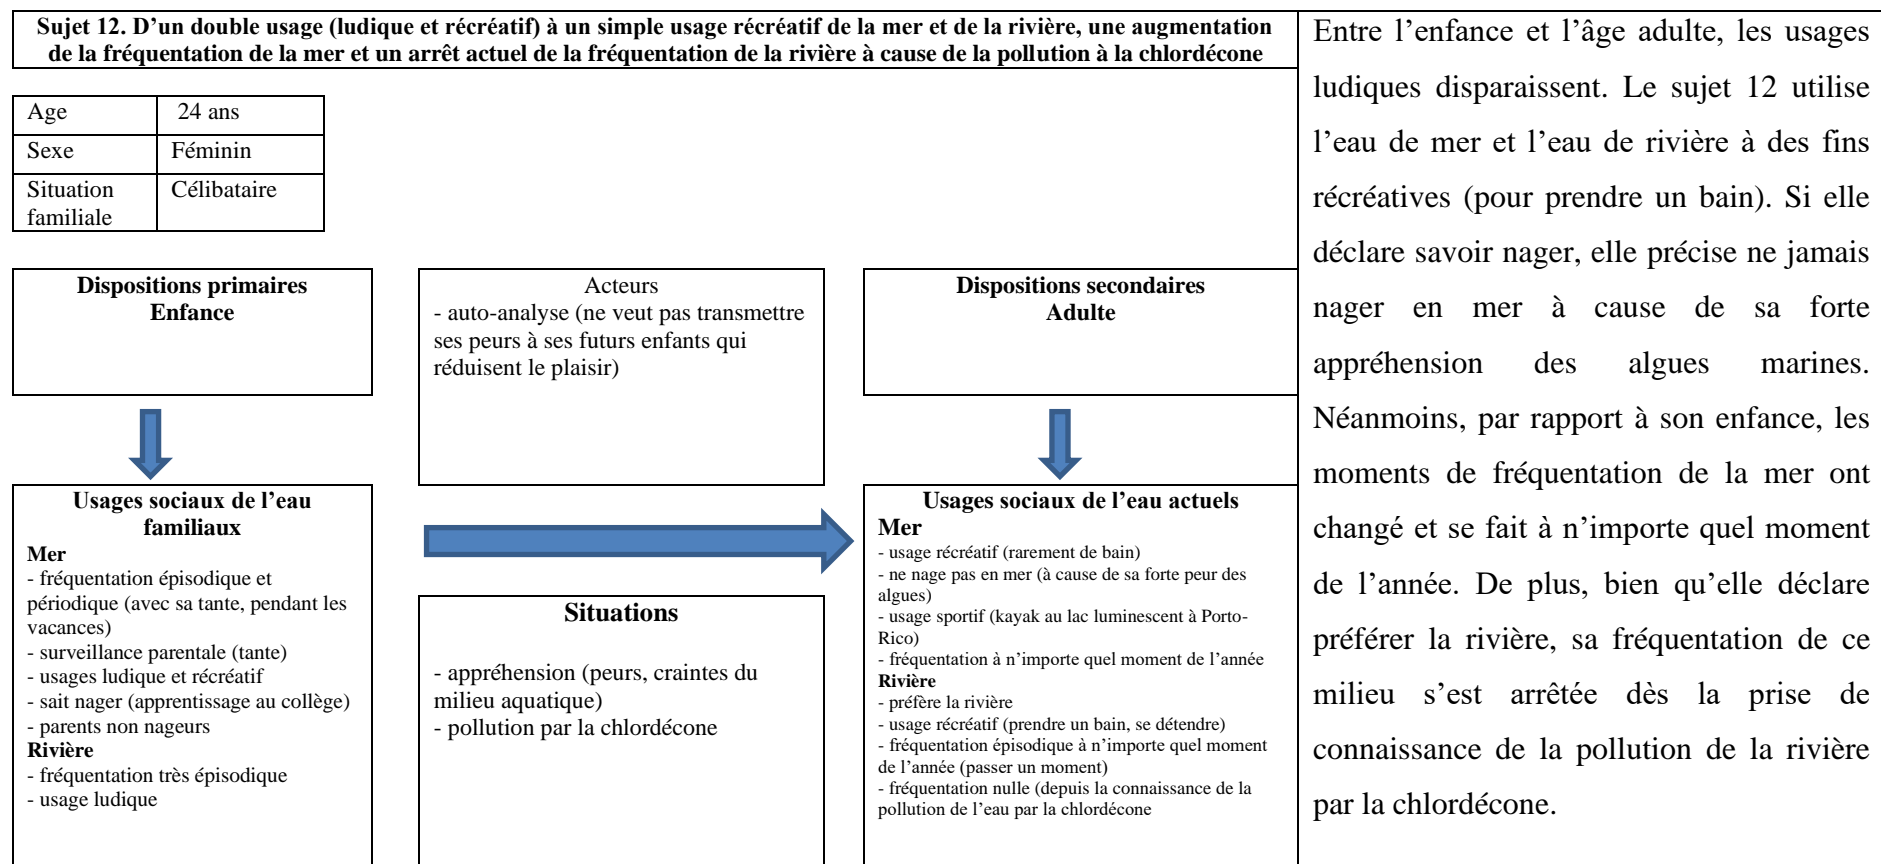 Sujet 12. D’un double usage (ludique et récréatif) à un simple usage récréatif de la mer et de la rivière, une augmentation
de la fréquentation de la mer et un arrêt actuel de la fréquentation de la rivière à cause de la pollution à la chlordécone
Age 24 ans
Sexe Féminin
Situation Célibataire
familiale
Dispositions primaires
Enfance
Acteurs
- auto-analyse (ne veut pas transmettre
ses peurs à ses futurs enfants qui
réduisent le plaisir)
Dispositions secondaires
Adulte
Usages sociaux de l’eau
familiaux
Mer
- fréquentation épisodique et
périodique (avec sa tante, pendant les
vacances)
- surveillance parentale (tante)
- usages ludique et récréatif
- sait nager (apprentissage au collège)
- parents non nageurs
Rivière
- fréquentation très épisodique
- usage ludique
Situations
- appréhension (peurs, craintes du
milieu aquatique)
- pollution par la chlordécone
Usages sociaux de l’eau actuels
Mer
- usage récréatif (rarement de bain)
- ne nage pas en mer (à cause de sa forte peur des
algues)
- usage sportif (kayak au lac luminescent à Porto-
Rico)
- fréquentation à n’importe quel moment de l’année
Rivière
- préfère la rivière
- usage récréatif (prendre un bain, se détendre)
- fréquentation épisodique à n’importe quel moment
de l’année (passer un moment)
- fréquentation nulle (depuis la connaissance de la
pollution de l’eau par la chlordécone
Entre l’enfance et l’âge adulte, les usages
ludiques disparaissent. Le sujet 12 utilise
l’eau de mer et l’eau de rivière à des fins
récréatives (pour prendre un bain). Si elle
déclare savoir nager, elle précise ne jamais
nager en mer à cause de sa forte
appréhension des algues marines.
Néanmoins, par rapport à son enfance, les
moments de fréquentation de la mer ont
changé et se fait à n’importe quel moment
de l’année. De plus, bien qu’elle déclare
préférer la rivière, sa fréquentation de ce
milieu s’est arrêtée dès la prise de
connaissance de la pollution de la rivière
par la chlordécone.